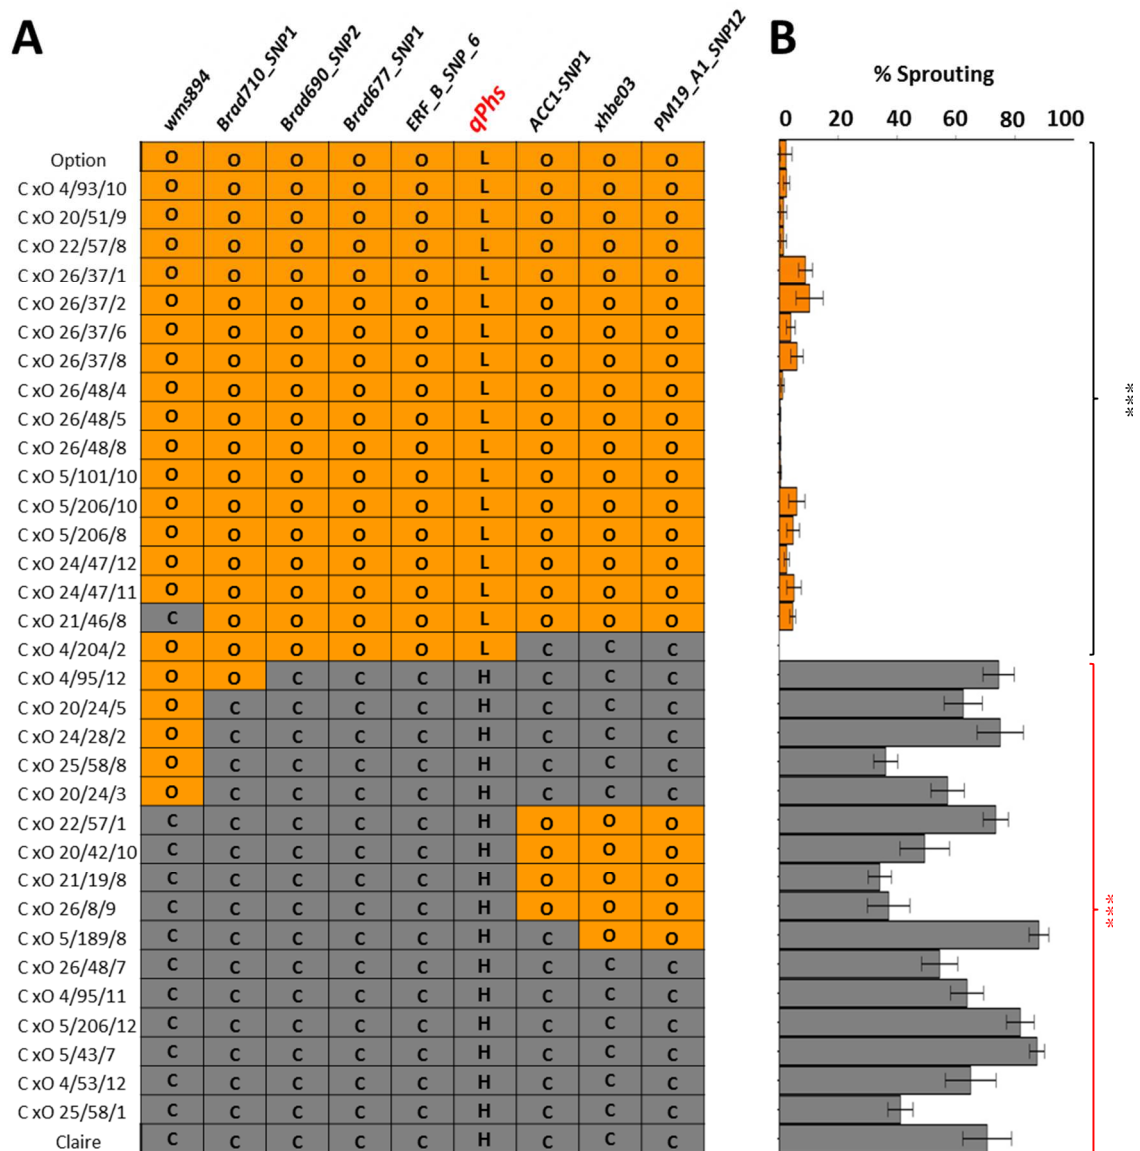 A
wms894 Brad710_SNP1 Brad690_SNP2 Brad677_SNP1 ERF_B_SNP_6 qPhs ACC1-SNP1 xhbe03 PM19_A1_SNP12
B
% Sprouting
0 20 40 60 80 100
Option O O O O O L O O O
C xO 4/93/10 O O O O O L O O O
C xO 20/51/9 O O O O O L O O O
C xO 22/57/8 O O O O O L O O O
C xO 26/37/1 O O O O O L O O O
C xO 26/37/2 O O O O O L O O O
C xO 26/37/6 O O O O O L O O O
C xO 26/37/8 O O O O O L O O O
C xO 26/48/4 O O O O O L O O O
C xO 26/48/5 O O O O O L O O O
C xO 26/48/8 O O O O O L O O O
C xO 5/101/10 O O O O O L O O O
C xO 5/206/10 O O O O O L O O O
C xO 5/206/8 O O O O O L O O O
C xO 24/47/12 O O O O O L O O O
C xO 24/47/11 O O O O O L O O O
C xO 21/46/8 C O O O O L O O O
C xO 4/204/2 O O O O O L C C C
C xO 4/95/12 O O C C C H C C C
C xO 20/24/5 O C C C C H C C C
C xO 24/28/2 O C C C C H C C C
C xO 25/58/8 O C C C C H C C C
C xO 20/24/3 O C C C C H C C C
C xO 22/57/1 C C C C C H O O O
C xO 20/42/10 C C C C C H O O O
C xO 21/19/8 C C C C C H O O O
C xO 26/8/9 C C C C C H O O O
C xO 5/189/8 C C C C C H C O O
C xO 26/48/7 C C C C C H C C C
C xO 4/95/11 C C C C C H C C C
C xO 5/206/12 C C C C C H C C C
C xO 5/43/7 C C C C C H C C C
C xO 4/53/12 C C C C C H C C C
C xO 25/58/1 C C C C C H C C C
Claire C C C C C H C C C
***
***